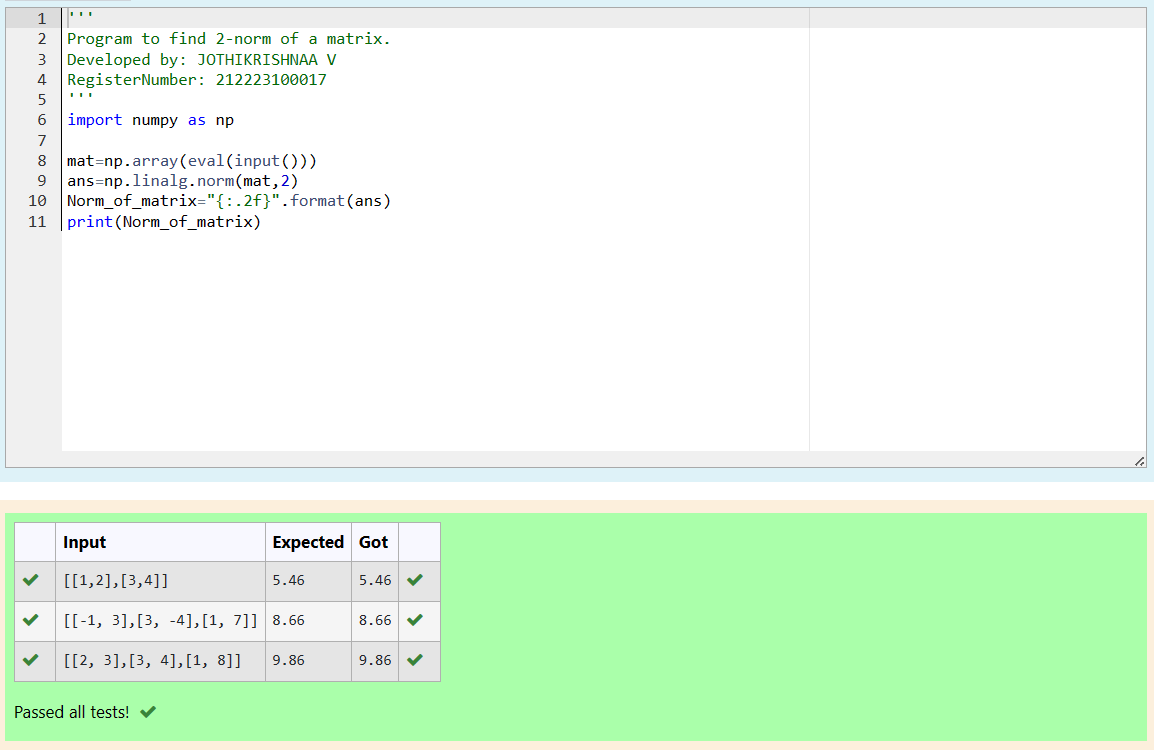 1 '''
2 Program to find 2-norm of a matrix.
3 Developed by: JOTHIKRISHNAA V
4 RegisterNumber: 212223100017
5 '''
6 import numpy as np
7
8 mat=np.array(eval(input()))
9 ans=np.linalg.norm(mat,2)
10 Norm_of_matrix="{:.2f}".format(ans)
11 print(Norm_of_matrix)
Input Expected Got
[[1,2],[3,4]] 5.46 5.46
[[-1, 3],[3, -4],[1, 7]] 8.66 8.66
[[2, 3],[3, 4],[1, 8]] 9.86 9.86
Passed all tests!